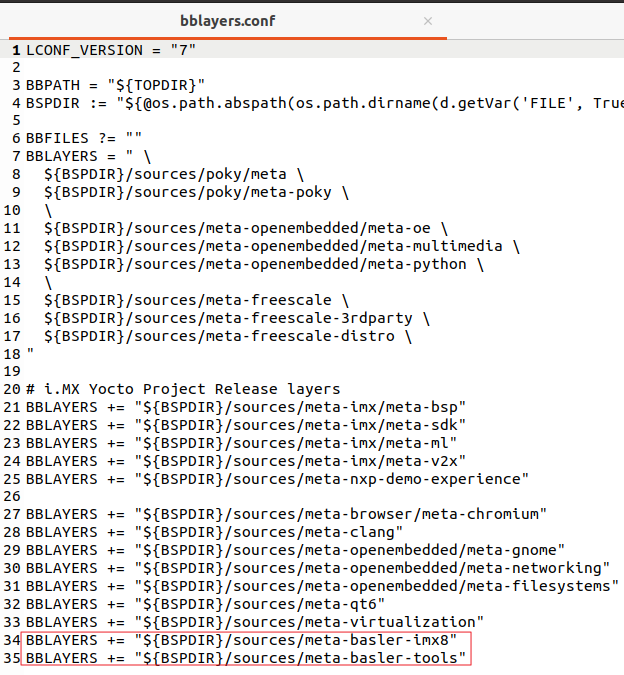 bblayers.conf ×
1 LCONF_VERSION = "7"
2
3 BBPATH = "${TOPDIR}"
4 BSPDIR := "${@os.path.abspath(os.path.dirname(d.getVar('FILE', True
5
6 BBFILES ?= ""
7 BBLAYERS = " \
8   ${BSPDIR}/sources/poky/meta \
9   ${BSPDIR}/sources/poky/meta-poky \
10   \
11   ${BSPDIR}/sources/meta-openembedded/meta-oe \
12   ${BSPDIR}/sources/meta-openembedded/meta-multimedia \
13   ${BSPDIR}/sources/meta-openembedded/meta-python \
14   \
15   ${BSPDIR}/sources/meta-freescale \
16   ${BSPDIR}/sources/meta-freescale-3rdparty \
17   ${BSPDIR}/sources/meta-freescale-distro \
18 "
19
20 # i.MX Yocto Project Release layers
21 BBLAYERS += "${BSPDIR}/sources/meta-imx/meta-bsp"
22 BBLAYERS += "${BSPDIR}/sources/meta-imx/meta-sdk"
23 BBLAYERS += "${BSPDIR}/sources/meta-imx/meta-ml"
24 BBLAYERS += "${BSPDIR}/sources/meta-imx/meta-v2x"
25 BBLAYERS += "${BSPDIR}/sources/meta-nxp-demo-experience"
26
27 BBLAYERS += "${BSPDIR}/sources/meta-browser/meta-chromium"
28 BBLAYERS += "${BSPDIR}/sources/meta-clang"
29 BBLAYERS += "${BSPDIR}/sources/meta-openembedded/meta-gnome"
30 BBLAYERS += "${BSPDIR}/sources/meta-openembedded/meta-networking"
31 BBLAYERS += "${BSPDIR}/sources/meta-openembedded/meta-filesystems"
32 BBLAYERS += "${BSPDIR}/sources/meta-qt6"
33 BBLAYERS += "${BSPDIR}/sources/meta-virtualization"
34 BBLAYERS += "${BSPDIR}/sources/meta-basler-imx8"
35 BBLAYERS += "${BSPDIR}/sources/meta-basler-tools"